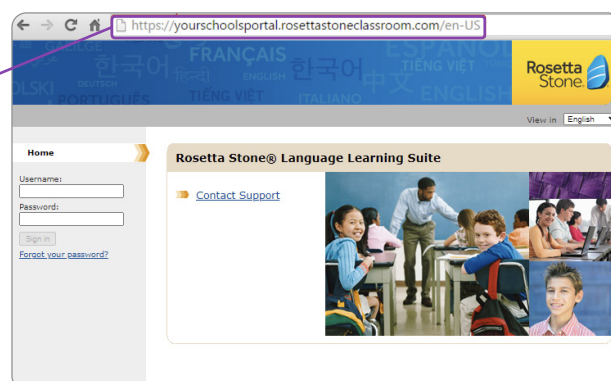 https://yourschoolsportal.rosettastoneclassroom.com/en-US
GAEILGE
FRANÇAIS
ESPAÑOL
한국어
हिन्दी
ENGLISH
한국어
TIẾNG VIỆT
POLSKI
DEUTSCH
中文
PORTUGUÊS
TIẾNG VIỆT
ITALIANO
ENGLISH
Rosetta
Stone
View in English
Home
Rosetta Stone® Language Learning Suite
Username:
Contact Support
Password:
Sign in
Forgot your password?